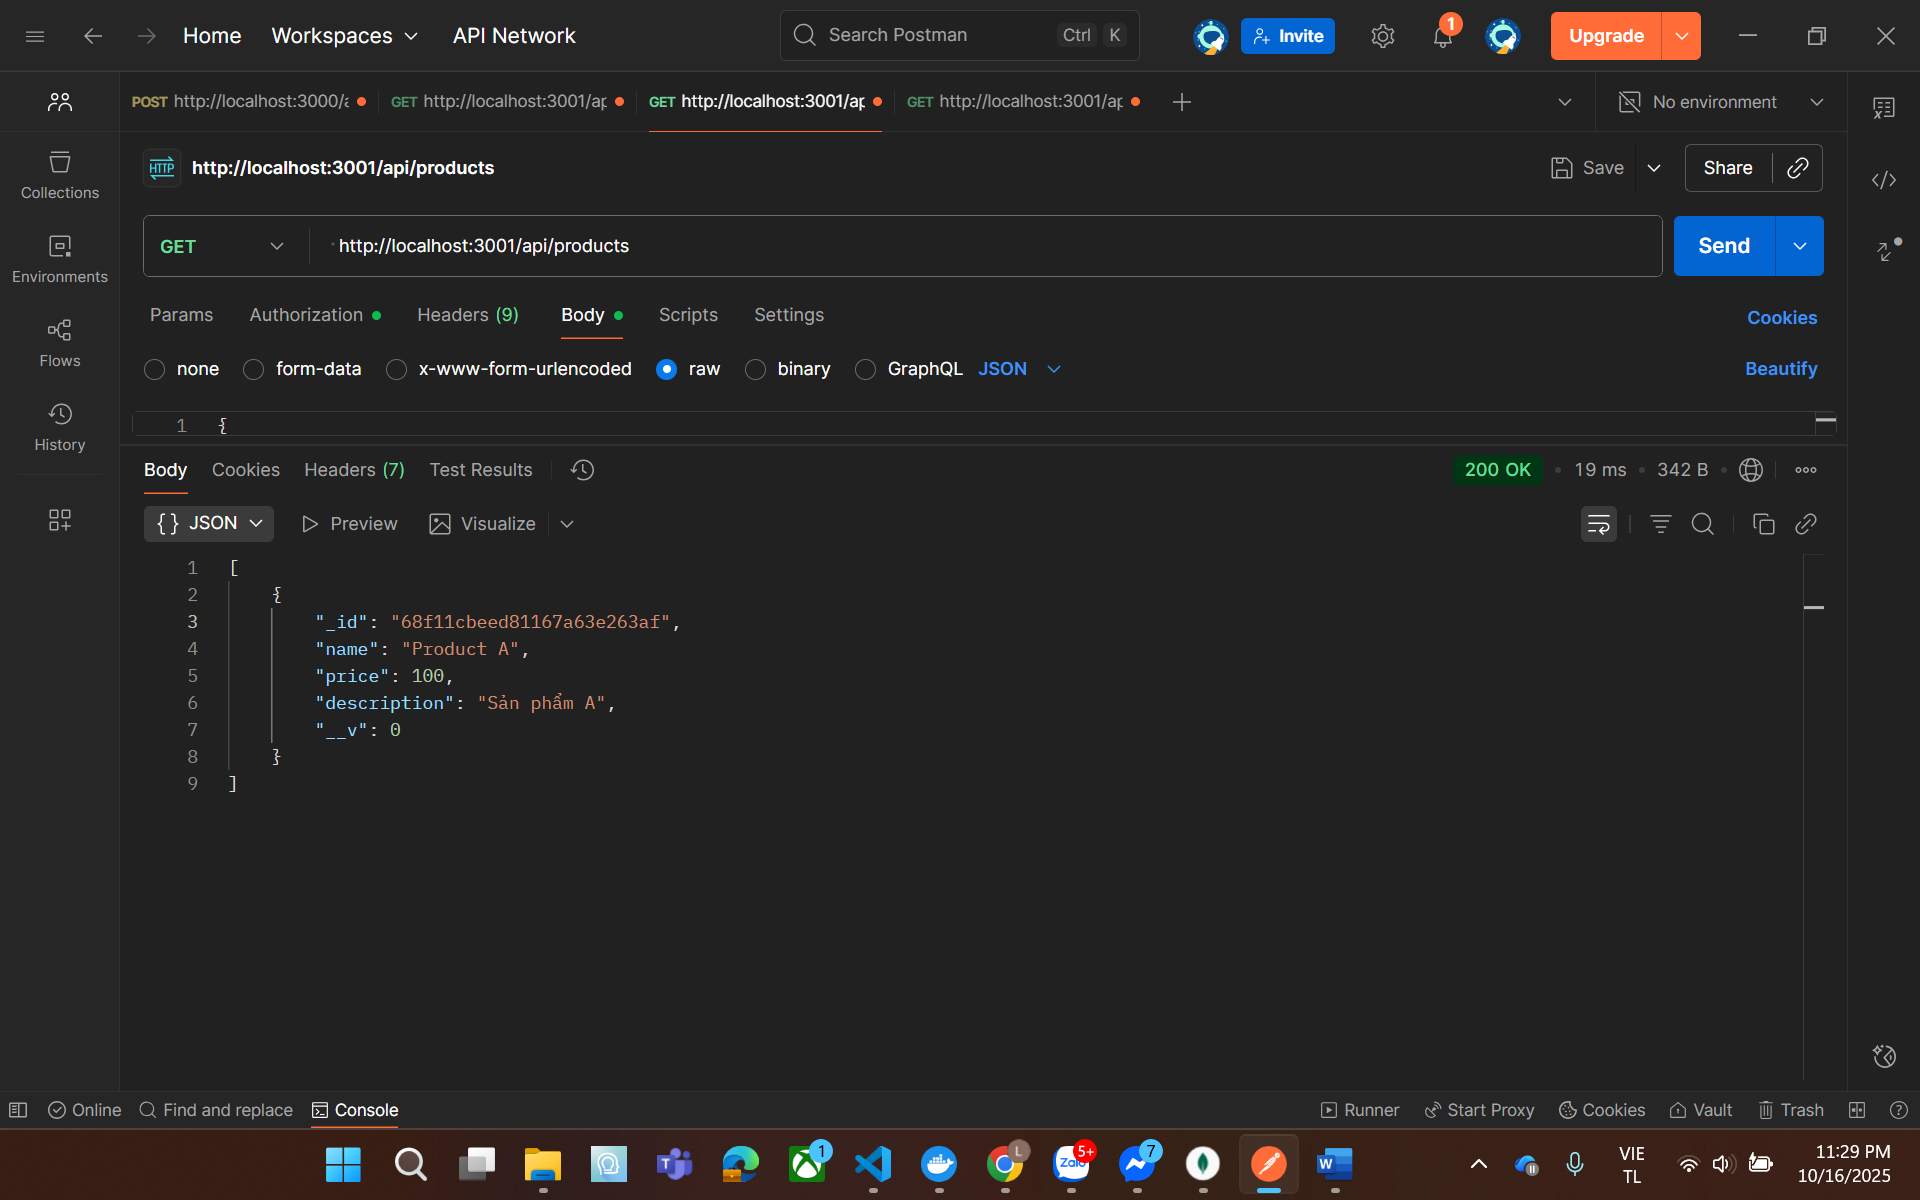 Home Workspaces API Network Search Postman Ctrl K Invite 1 Upgrade
POST http://localhost:3000/a GET http://localhost:3001/ap GET http://localhost:3001/ap GET http://localhost:3001/ap No environment
HTTP http://localhost:3001/api/products Save Share
Collections
Environments
Flows
History
GET http://localhost:3001/api/products Send
Params Authorization Headers (9) Body Scripts Settings Cookies
none form-data x-www-form-urlencoded raw binary GraphQL JSON Beautify
1 {
Body Cookies Headers (7) Test Results 200 OK • 19 ms • 342 B
{} JSON Preview Visualize
1 [
2 {
3 "_id": "68f11cbeed81167a63e263af",
4 "name": "Product A",
5 "price": 100,
6 "description": "Sản phẩm A",
7 "__v": 0
8 }
9 ]
Online Find and replace Console Runner Start Proxy Cookies Vault Trash
1 L Zalo 5+ 7 W VIE 11:29 PM
TL 10/16/2025